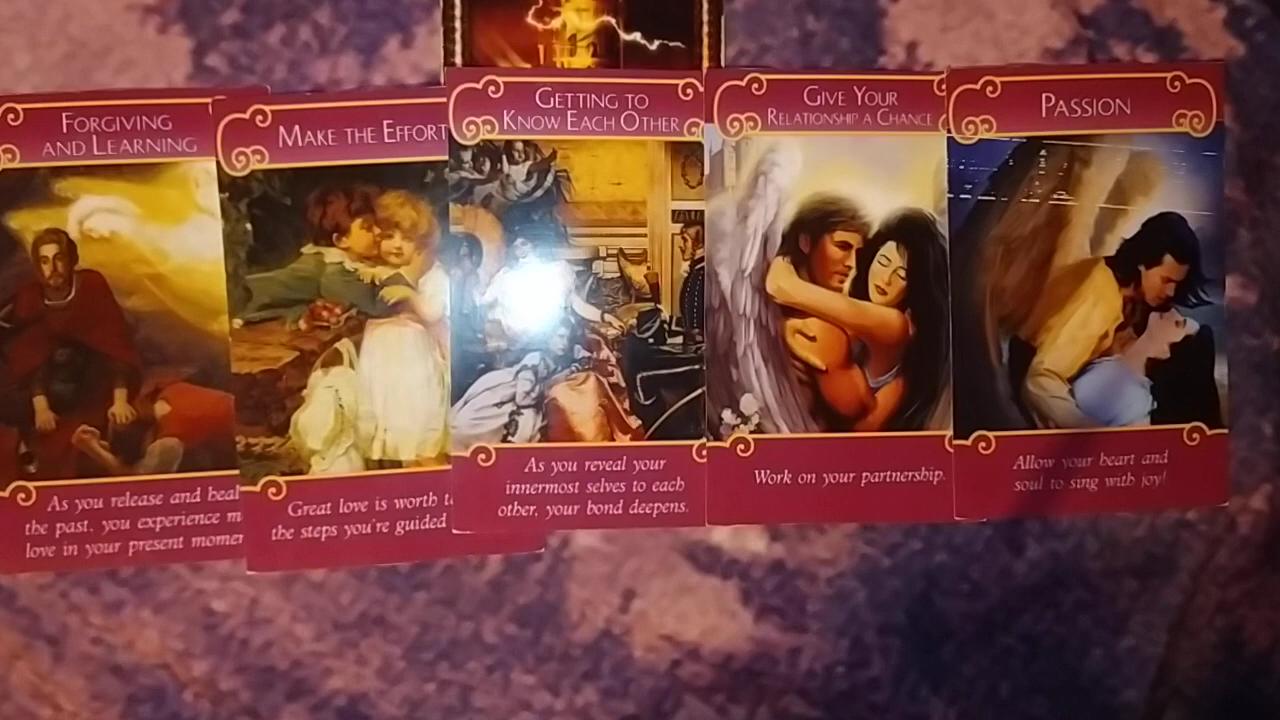 FORGIVING
AND LEARNING
As you release and heal
the past, you experience
love in your present
MAKE THE EFFORT
Great love is worth
the steps you're guided
GETTING TO
KNOW EACH OTHER
As you reveal your
innermost selves to each
other, your bond deepens.
GIVE YOUR
RELATIONSHIP A CHANCE
Work on your partnership.
PASSION
Allow your heart and
soul to sing with joy!